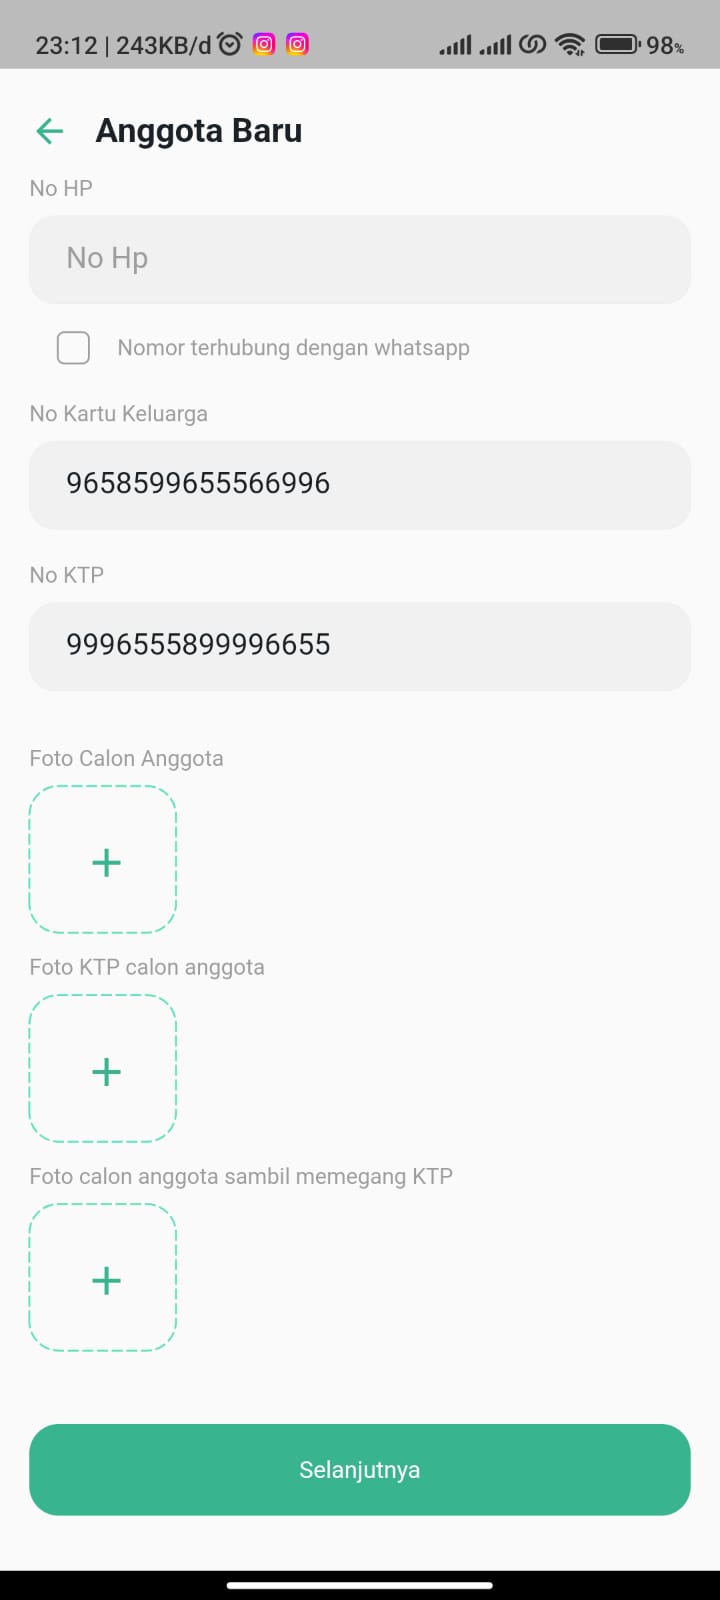 23:12 | 243KB/d 98%
Anggota Baru
No HP
No Hp
Nomor terhubung dengan whatsapp
No Kartu Keluarga
9658599655566996
No KTP
9996555899996655
Foto Calon Anggota
+
Foto KTP calon anggota
+
Foto calon anggota sambil memegang KTP
+
Selanjutnya